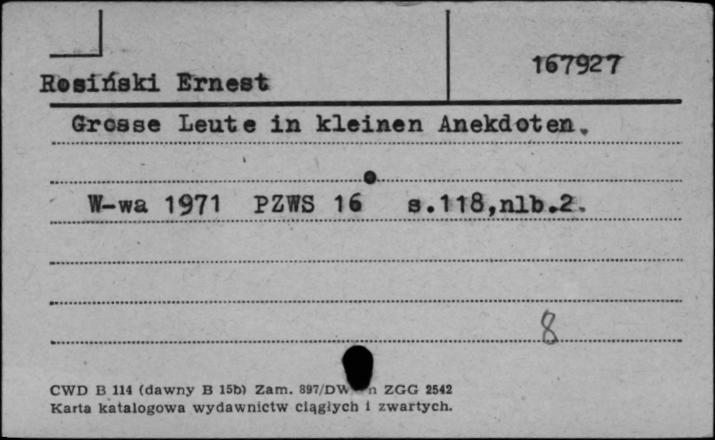 167927
Rosiński Ernest
Grosse Leute in kleinen Anekdoten.
W-wa 1971 PZWS 16 s.118,nlb.2.
8
CWD B 114 (dawny B 15b) Zam. 897/DW ZGG 2542
Karta katalogowa wydawnictw ciągłych i zwartych.